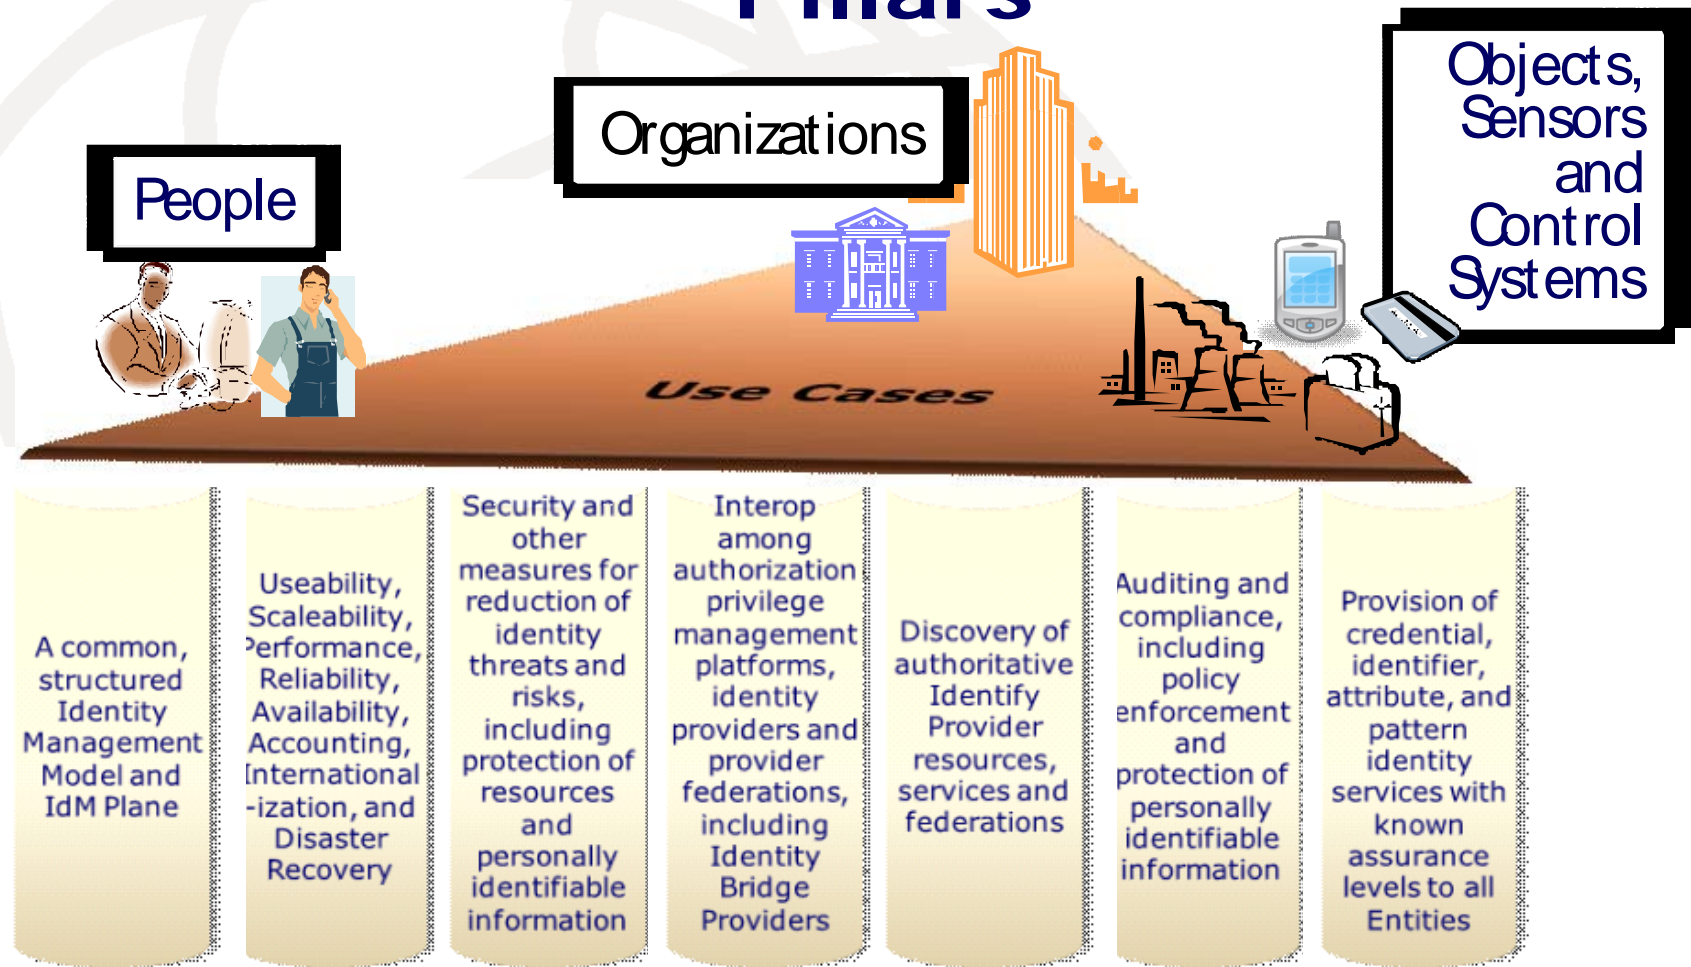 Pillars
People
Organizations
Objects,
Sensors
and
Control
Systems
Use Cases
A common,
structured
Identity
Management
Model and
IdM Plane
Useability,
Scaleability,
Performance,
Reliability,
Availability,
Accounting,
International
-ization, and
Disaster
Recovery
Security and
other
measures for
reduction of
identity
threats and
risks,
including
protection of
resources
and
personally
identifiable
information
Interop
among
authorization
privilege
management
platforms,
identity
providers and
provider
federations,
including
Identity
Bridge
Providers
Discovery of
authoritative
Identify
Provider
resources,
services and
federations
Auditing and
compliance,
including
policy
enforcement
and
protection of
personally
identifiable
information
Provision of
credential,
identifier,
attribute, and
pattern
identity
services with
known
assurance
levels to all
Entities